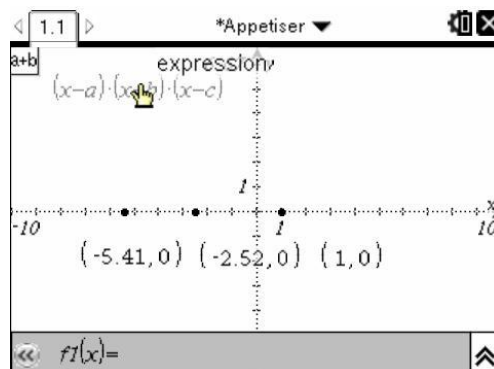 1.1 *Appetiser
a+b
expression
(x-a)·(x-b)·(x-c)
1
x
-10 1 10
(-5.41,0) (-2.52,0) (1,0)
f1(x)=